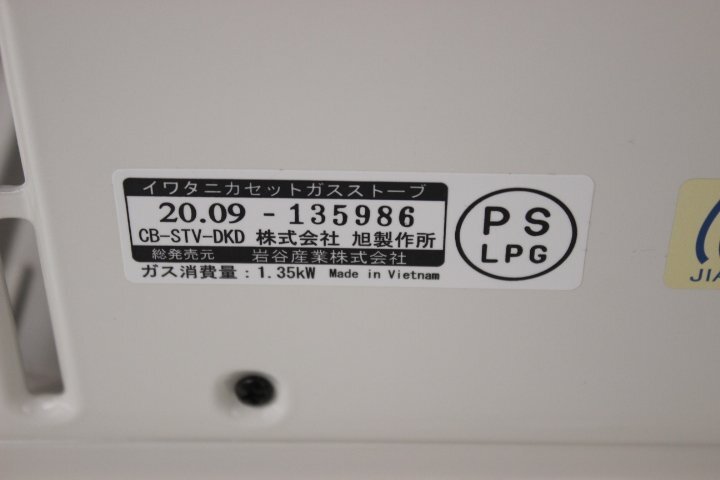 イワタニカセットガスストーブ
20.09 - 135986
CB-STV-DKD 株式会社 旭製作所
総発売元 岩谷産業株式会社
ガス消費量：1.35kW Made in Vietnam
PS
LPG
JIA